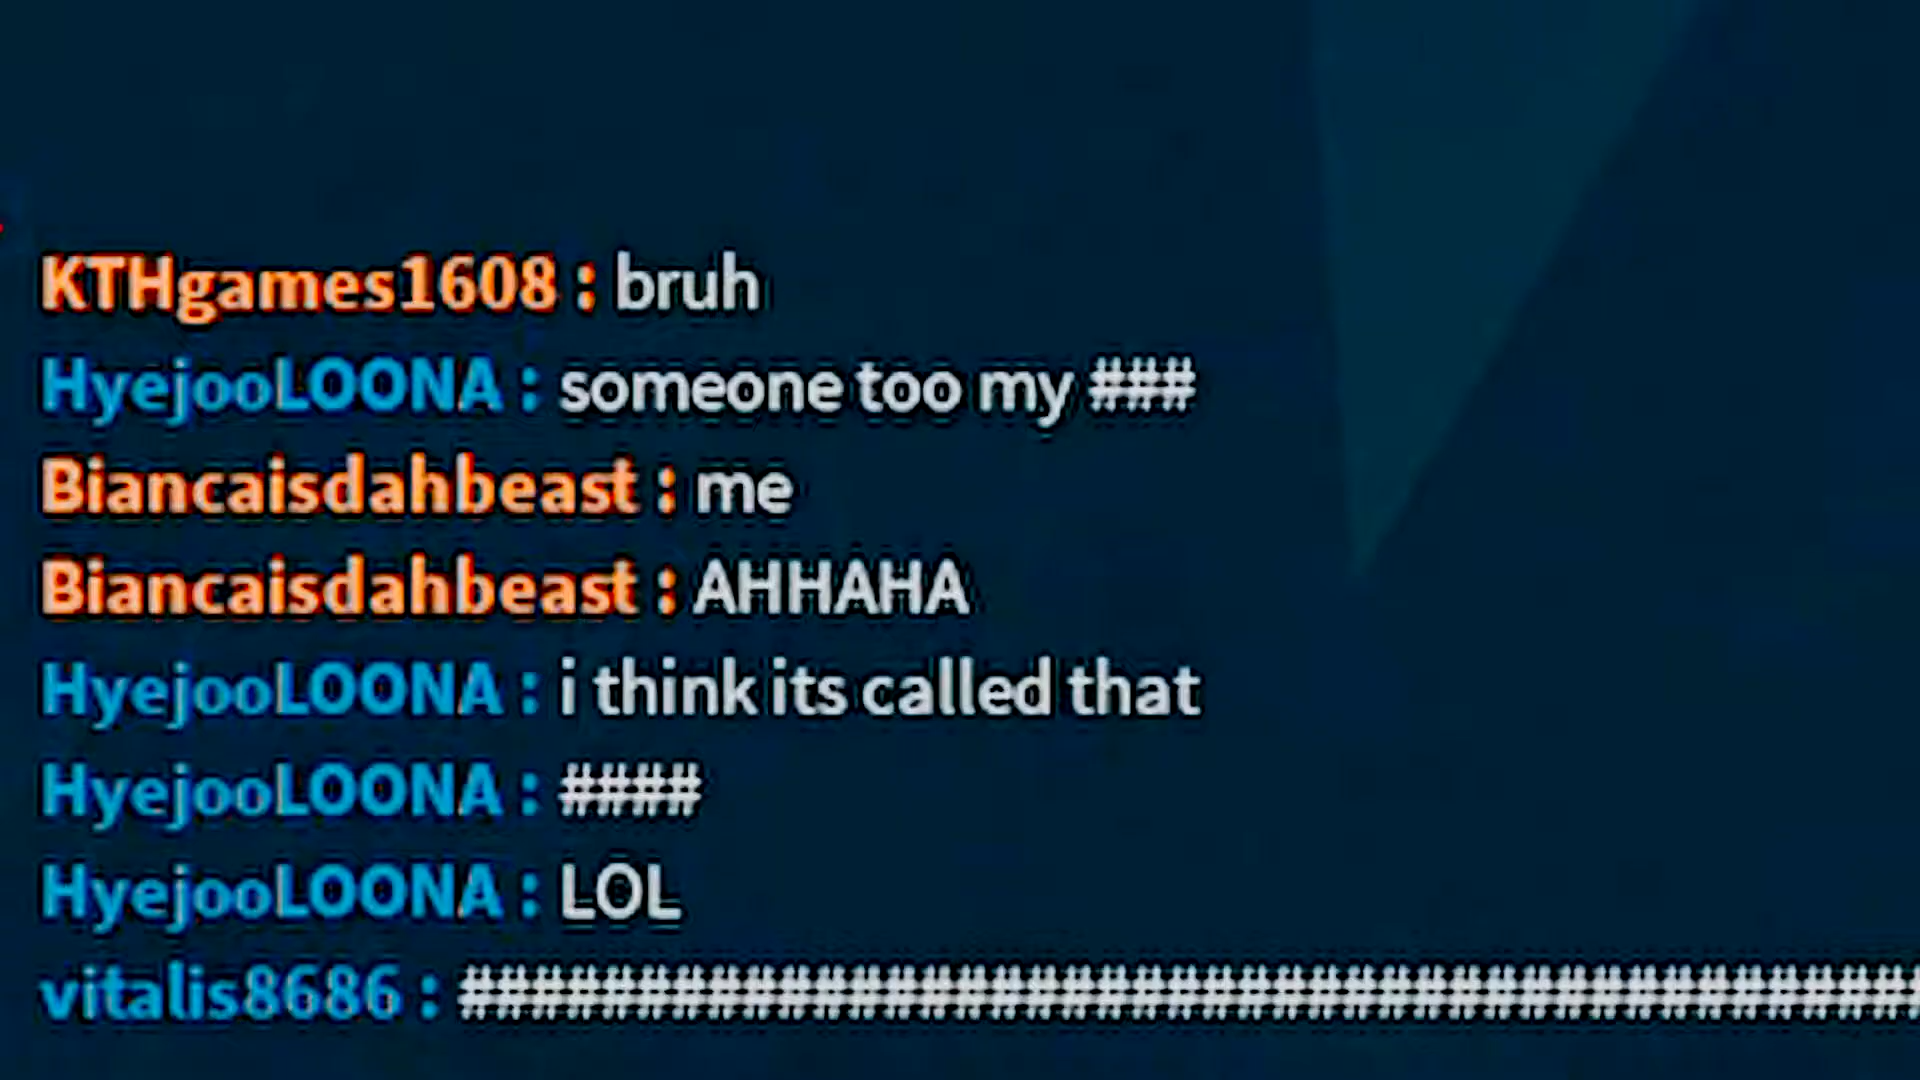 KTHgames1608 : bruh
HyejooLOONA : someone too my ###
Biancaisdahbeast : me
Biancaisdahbeast : AHHAHA
HyejooLOONA : i think its called that
HyejooLOONA : ####
HyejooLOONA : LOL
vitalis8686 : ########################################